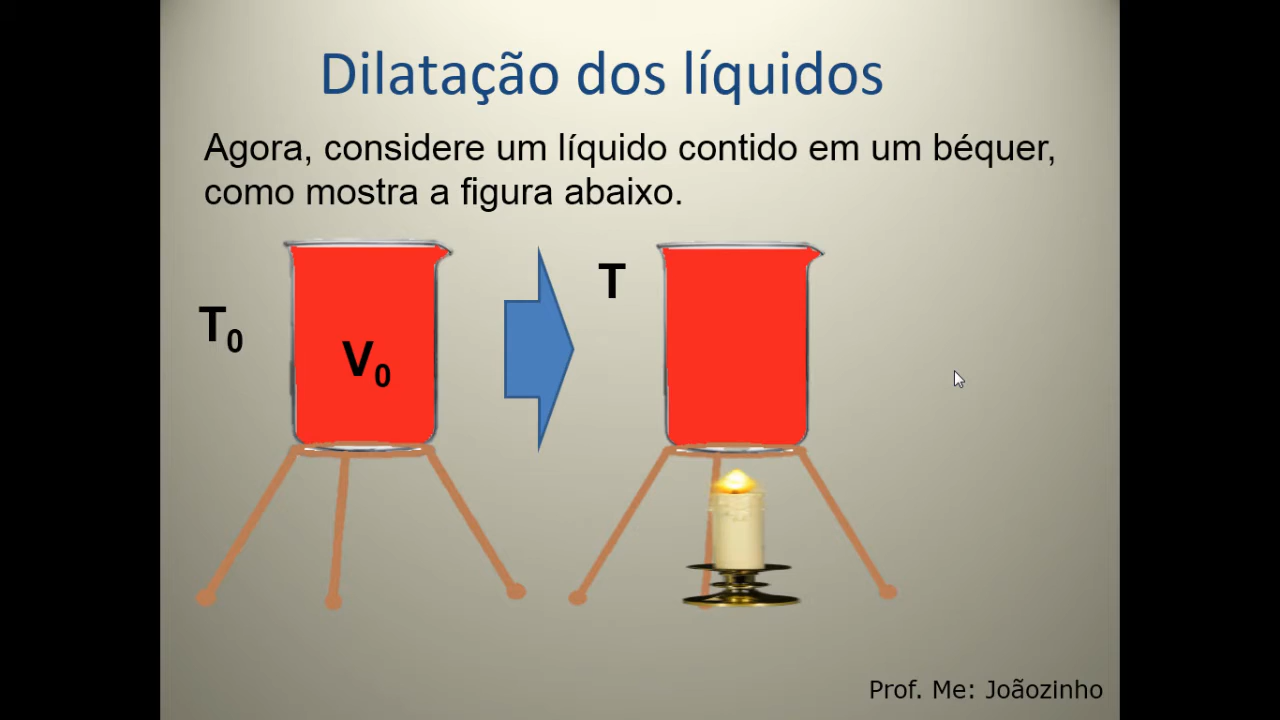 Dilatação dos líquidos
Agora, considere um líquido contido em um béquer,
como mostra a figura abaixo.
T
T₀
V₀
Prof. Me: Joãozinho